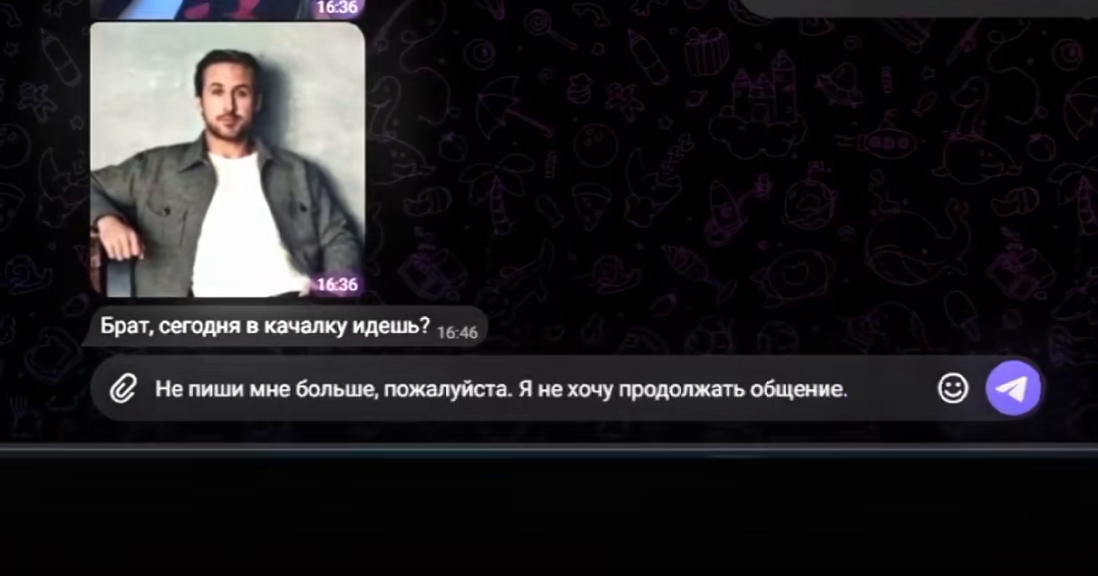 16:36
16:36
Брат, сегодня в качалку идешь? 16:46
Не пиши мне больше, пожалуйста. Я не хочу продолжать общение.